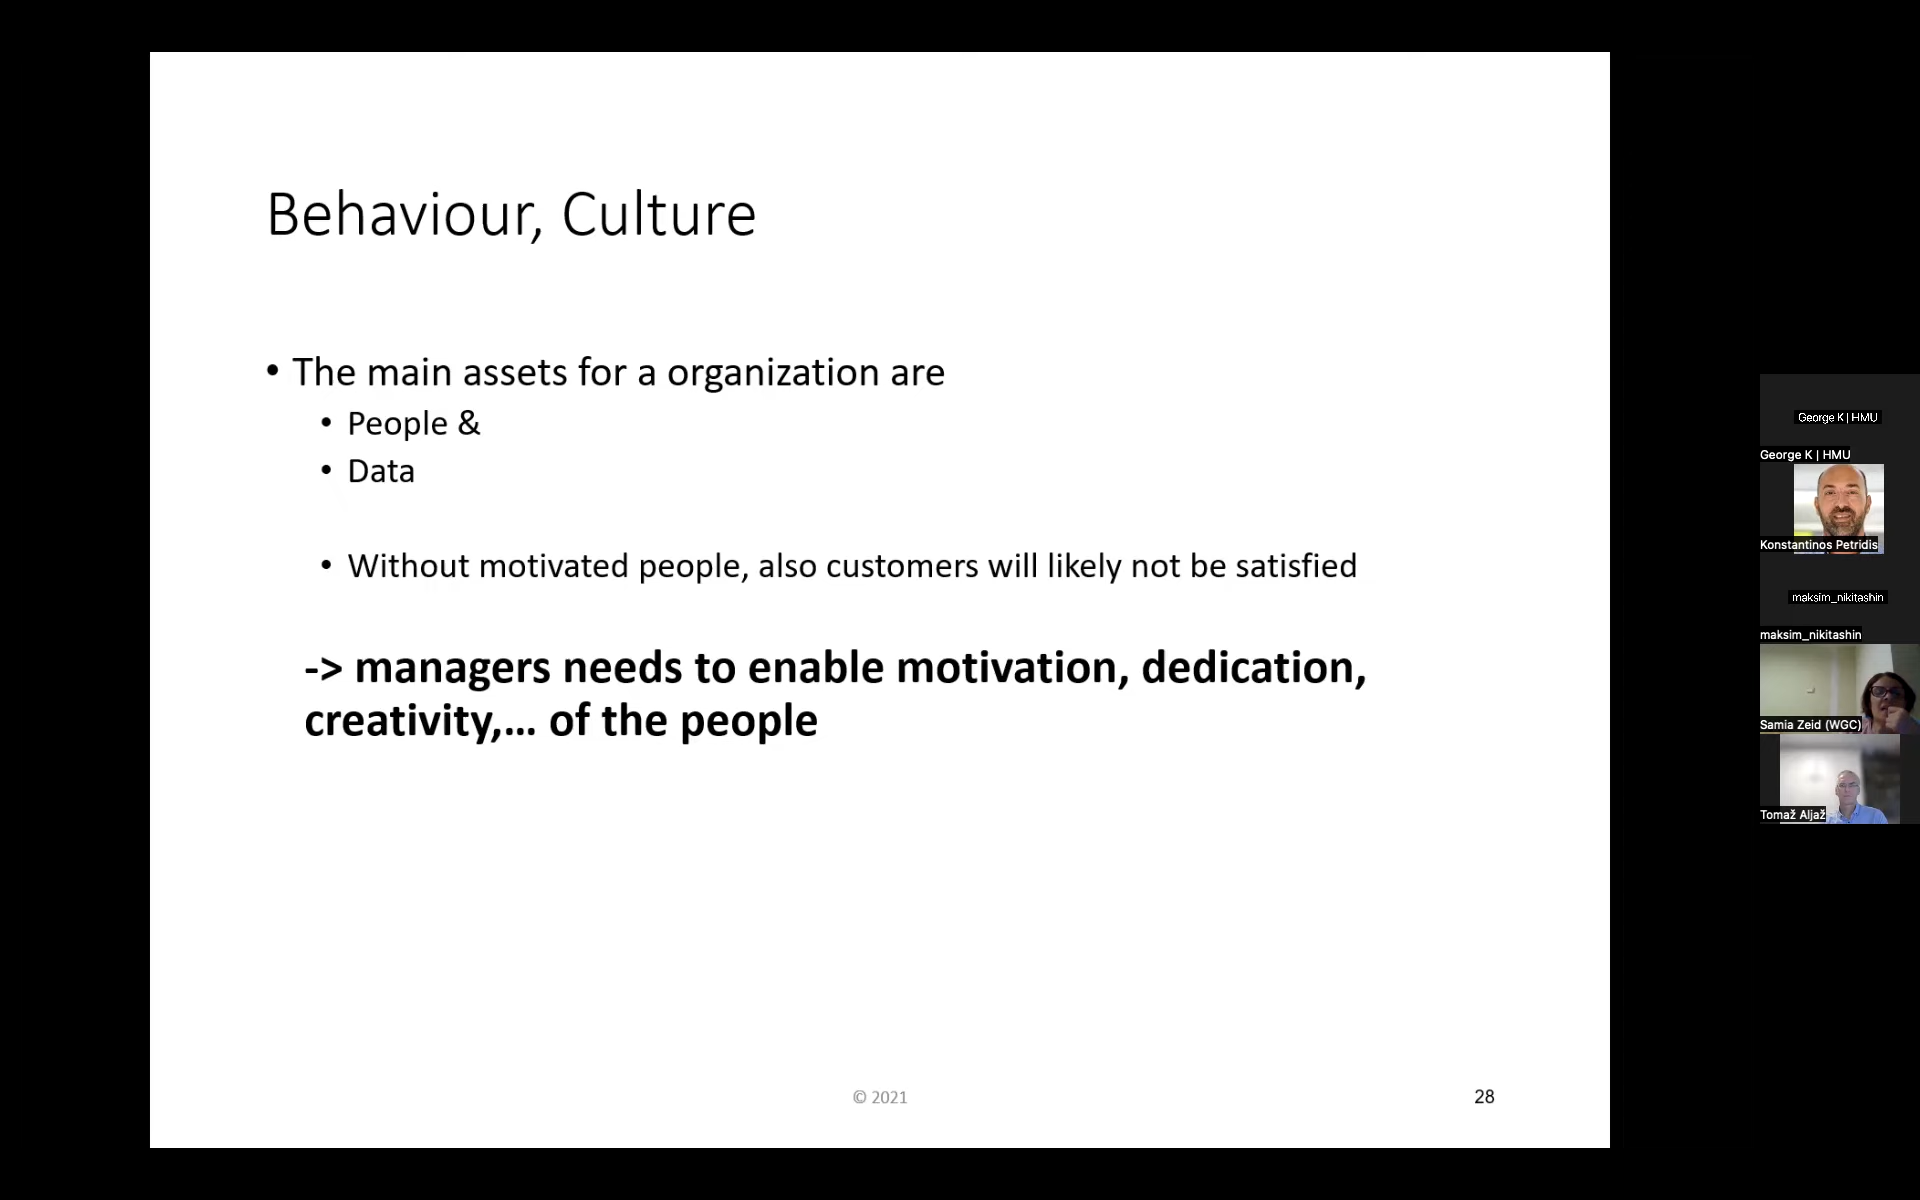 Behaviour, Culture
• The main assets for a organization are
• People &
• Data
• Without motivated people, also customers will likely not be satisfied
-> managers needs to enable motivation, dedication,
creativity,... of the people
© 2021
28
George K | HMU
George K | HMU
Konstantinos Petridis
maksim_nikitashin
maksim_nikitashin
Samia Zeid (WGC)
Tomaž Aljaž